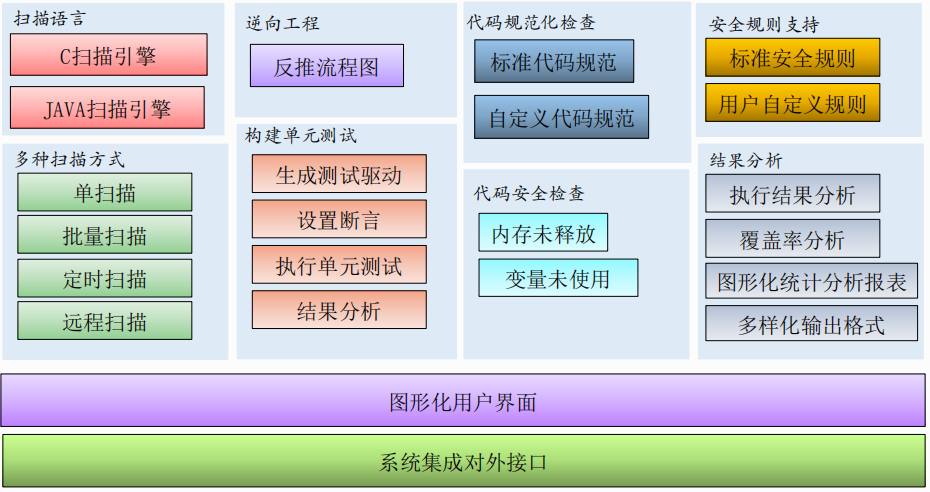 扫描语言
C扫描引擎
JAVA扫描引擎
多种扫描方式
单扫描
批量扫描
定时扫描
远程扫描
逆向工程
反推流程图
构建单元测试
生成测试驱动
设置断言
执行单元测试
结果分析
代码规范化检查
标准代码规范
自定义代码规范
代码安全检查
内存未释放
变量未使用
安全规则支持
标准安全规则
用户自定义规则
结果分析
执行结果分析
覆盖率分析
图形化统计分析报表
多样化输出格式
图形化用户界面
系统集成对外接口